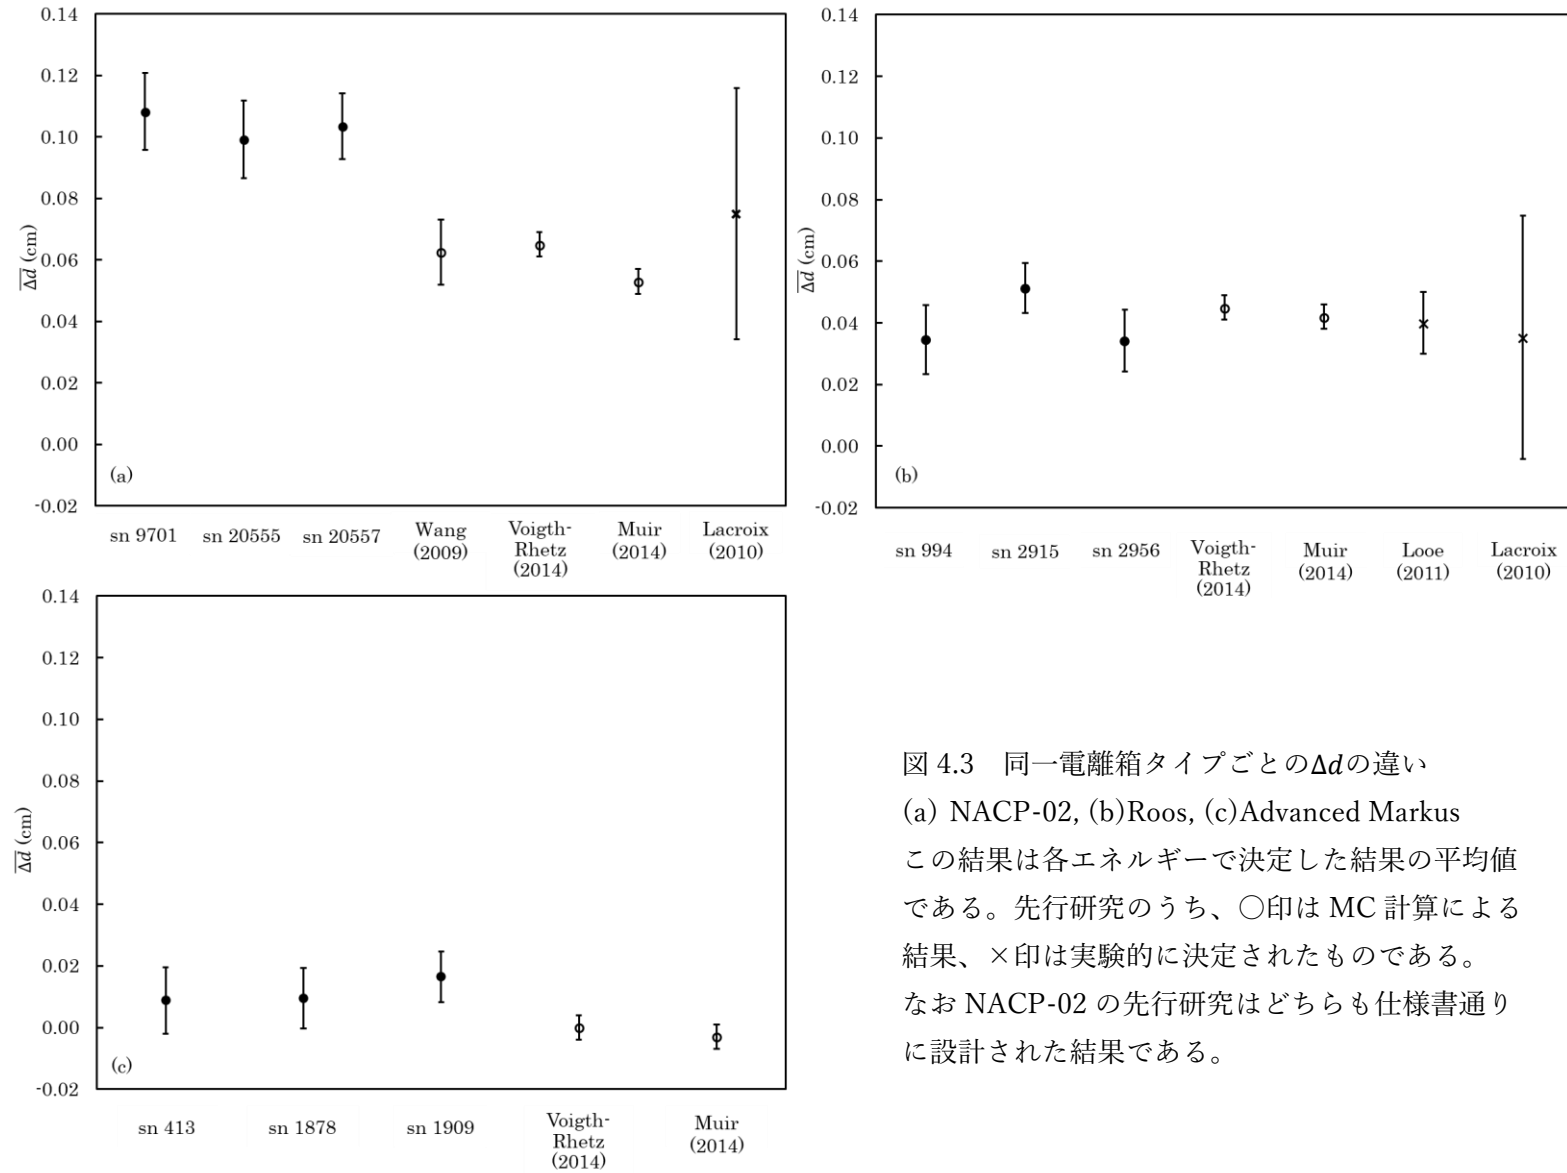 0.14
0.12
0.10
0.08
0.06
0.04
0.02
0.00
-0.02
Δd (cm)
(a)
sn 9701
sn 20555
sn 20557
Wang
(2009)
Voigth-
Rhetz
(2014)
Muir
(2014)
Lacroix
(2010)
0.14
0.12
0.10
0.08
0.06
0.04
0.02
0.00
-0.02
Δd (cm)
(b)
sn 994
sn 2915
sn 2956
Voigth-
Rhetz
(2014)
Muir
(2014)
Looe
(2011)
Lacroix
(2010)
0.14
0.12
0.10
0.08
0.06
0.04
0.02
0.00
-0.02
Δd (cm)
(c)
sn 413
sn 1878
sn 1909
Voigth-
Rhetz
(2014)
Muir
(2014)
図 4.3　同一電離箱タイプごとのΔdの違い
(a) NACP-02, (b)Roos, (c)Advanced Markus
この結果は各エネルギーで決定した結果の平均値
である。先行研究のうち、○印は MC 計算による
結果、×印は実験的に決定されたものである。
なお NACP-02 の先行研究はどちらも仕様書通り
に設計された結果である。